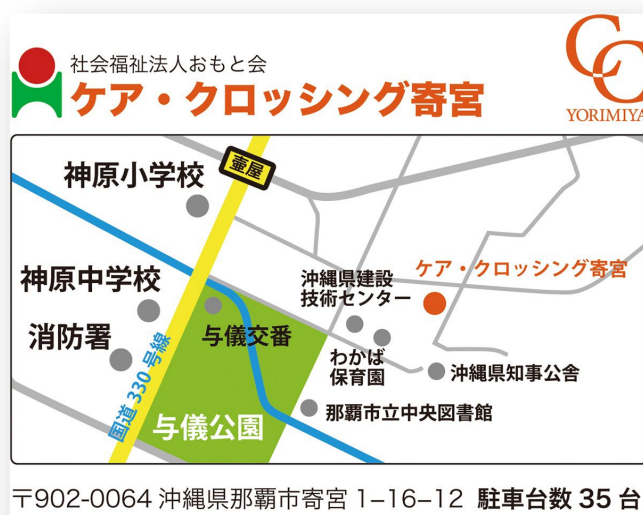 社会福祉法人おもと会
ケア・クロッシング寄宮
CC
YORIMIYA
壷屋
神原小学校
ケア・クロッシング寄宮
沖縄県建設
技術センター
神原中学校
消防署
与儀交番
わかば
保育園
沖縄県知事公舎
国道330号線
那覇市立中央図書館
与儀公園
〒902-0064 沖縄県那覇市寄宮 1−16−12 駐車台数 35 台